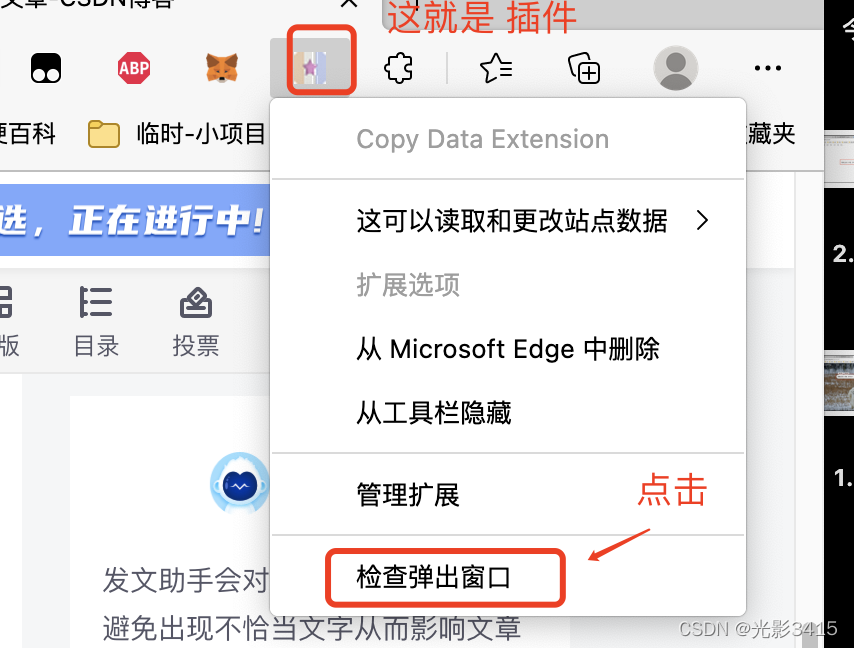 文章-CSDN博客
这就是 插件
ABP
百科
临时-小项目
藏夹
Copy Data Extension
选，正在进行中!
这可以读取和更改站点数据
扩展选项
2.
版
目录
投票
从 Microsoft Edge 中删除
从工具栏隐藏
管理扩展
点击
1.
检查弹出窗口
发文助手会对
避免出现不恰当文字从而影响文章
CSDN @光影3415